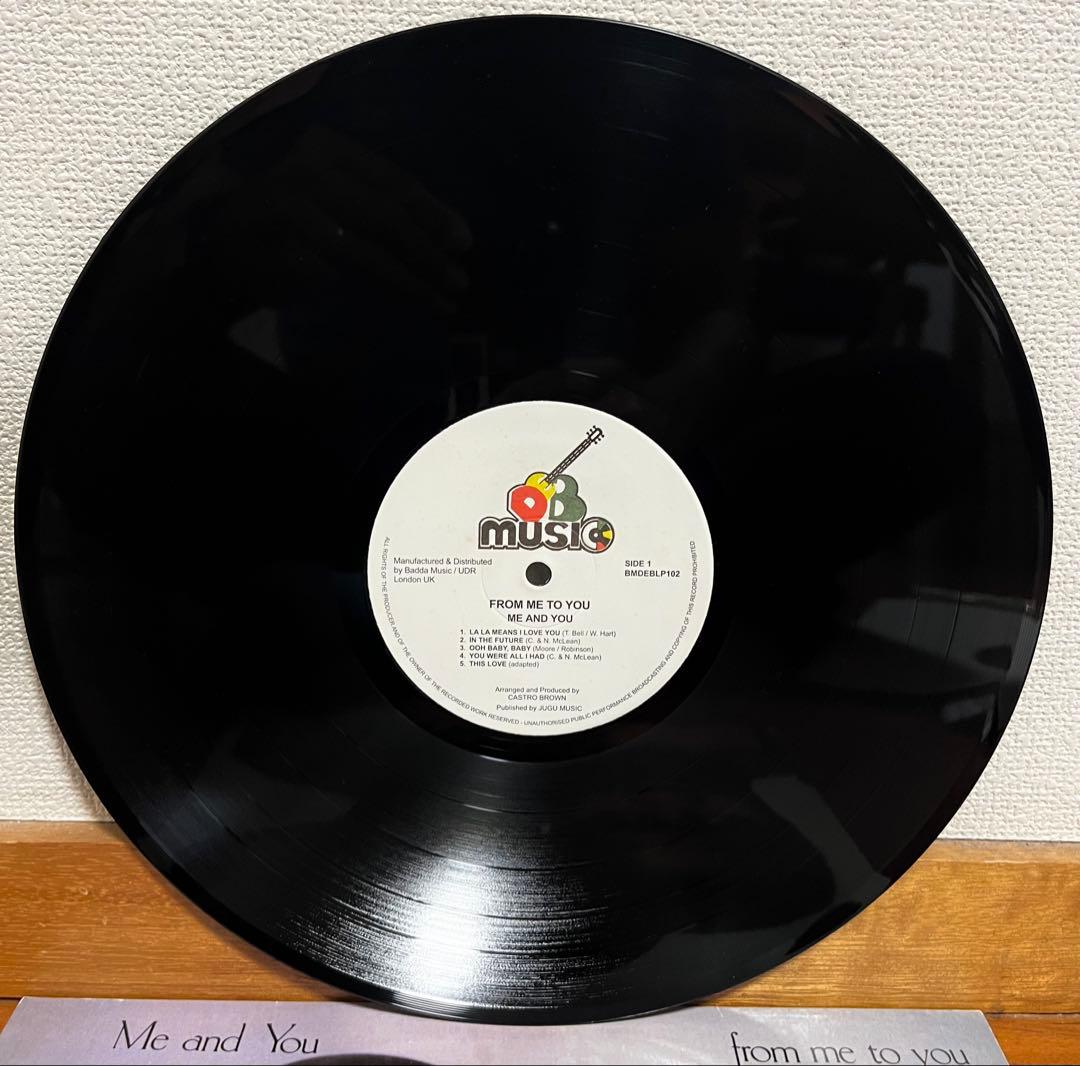 DEB
MUSIC
Manufactured & Distributed
by Badda Music / UDR
London UK
SIDE 1
BMDEBLP102
FROM ME TO YOU
ME AND YOU
1. LA LA MEANS I LOVE YOU (T. Bell / W. Hart)
2. IN THE FUTURE (C. & N. McLean)
3. OOH BABY, BABY (Moore / Robinson)
4. YOU WERE ALL I HAD (C. & N. McLean)
5. THIS LOVE (adapted)
Arranged and Produced by
CASTRO BROWN
Published by JUGU MUSIC
ALL RIGHTS OF THE PRODUCER AND OF THE OWNER OF THE RECORDED WORK RESERVED - UNAUTHORISED PUBLIC PERFORMANCE BROADCASTING AND COPYING OF THIS RECORD PROHIBITED
Me and You
from me to you